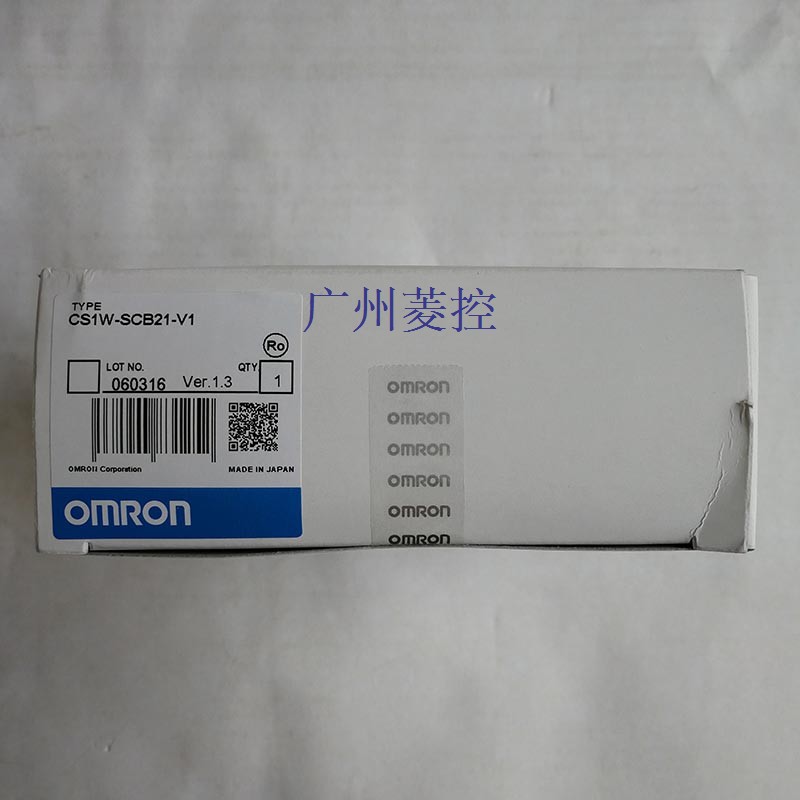 TYPE
CS1W-SCB21-V1
广州菱控
Ro
LOT NO. QTY.
060316 Ver.1.3 1
OMRON Corporation MADE IN JAPAN
OMRON
OMRON
OMRON
OMRON
OMRON
OMRON
OMRON